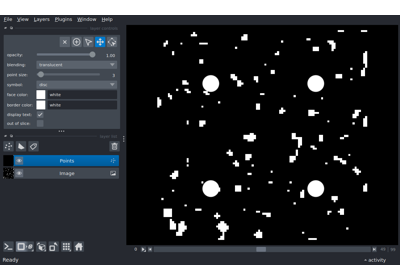 File View Layers Plugins Window Help
opacity: 1.00
blending: translucent
point size:
symbol: disc
face color: white
border color: white
display text: ✓
out of slice:
Points
Image
Ready
activity